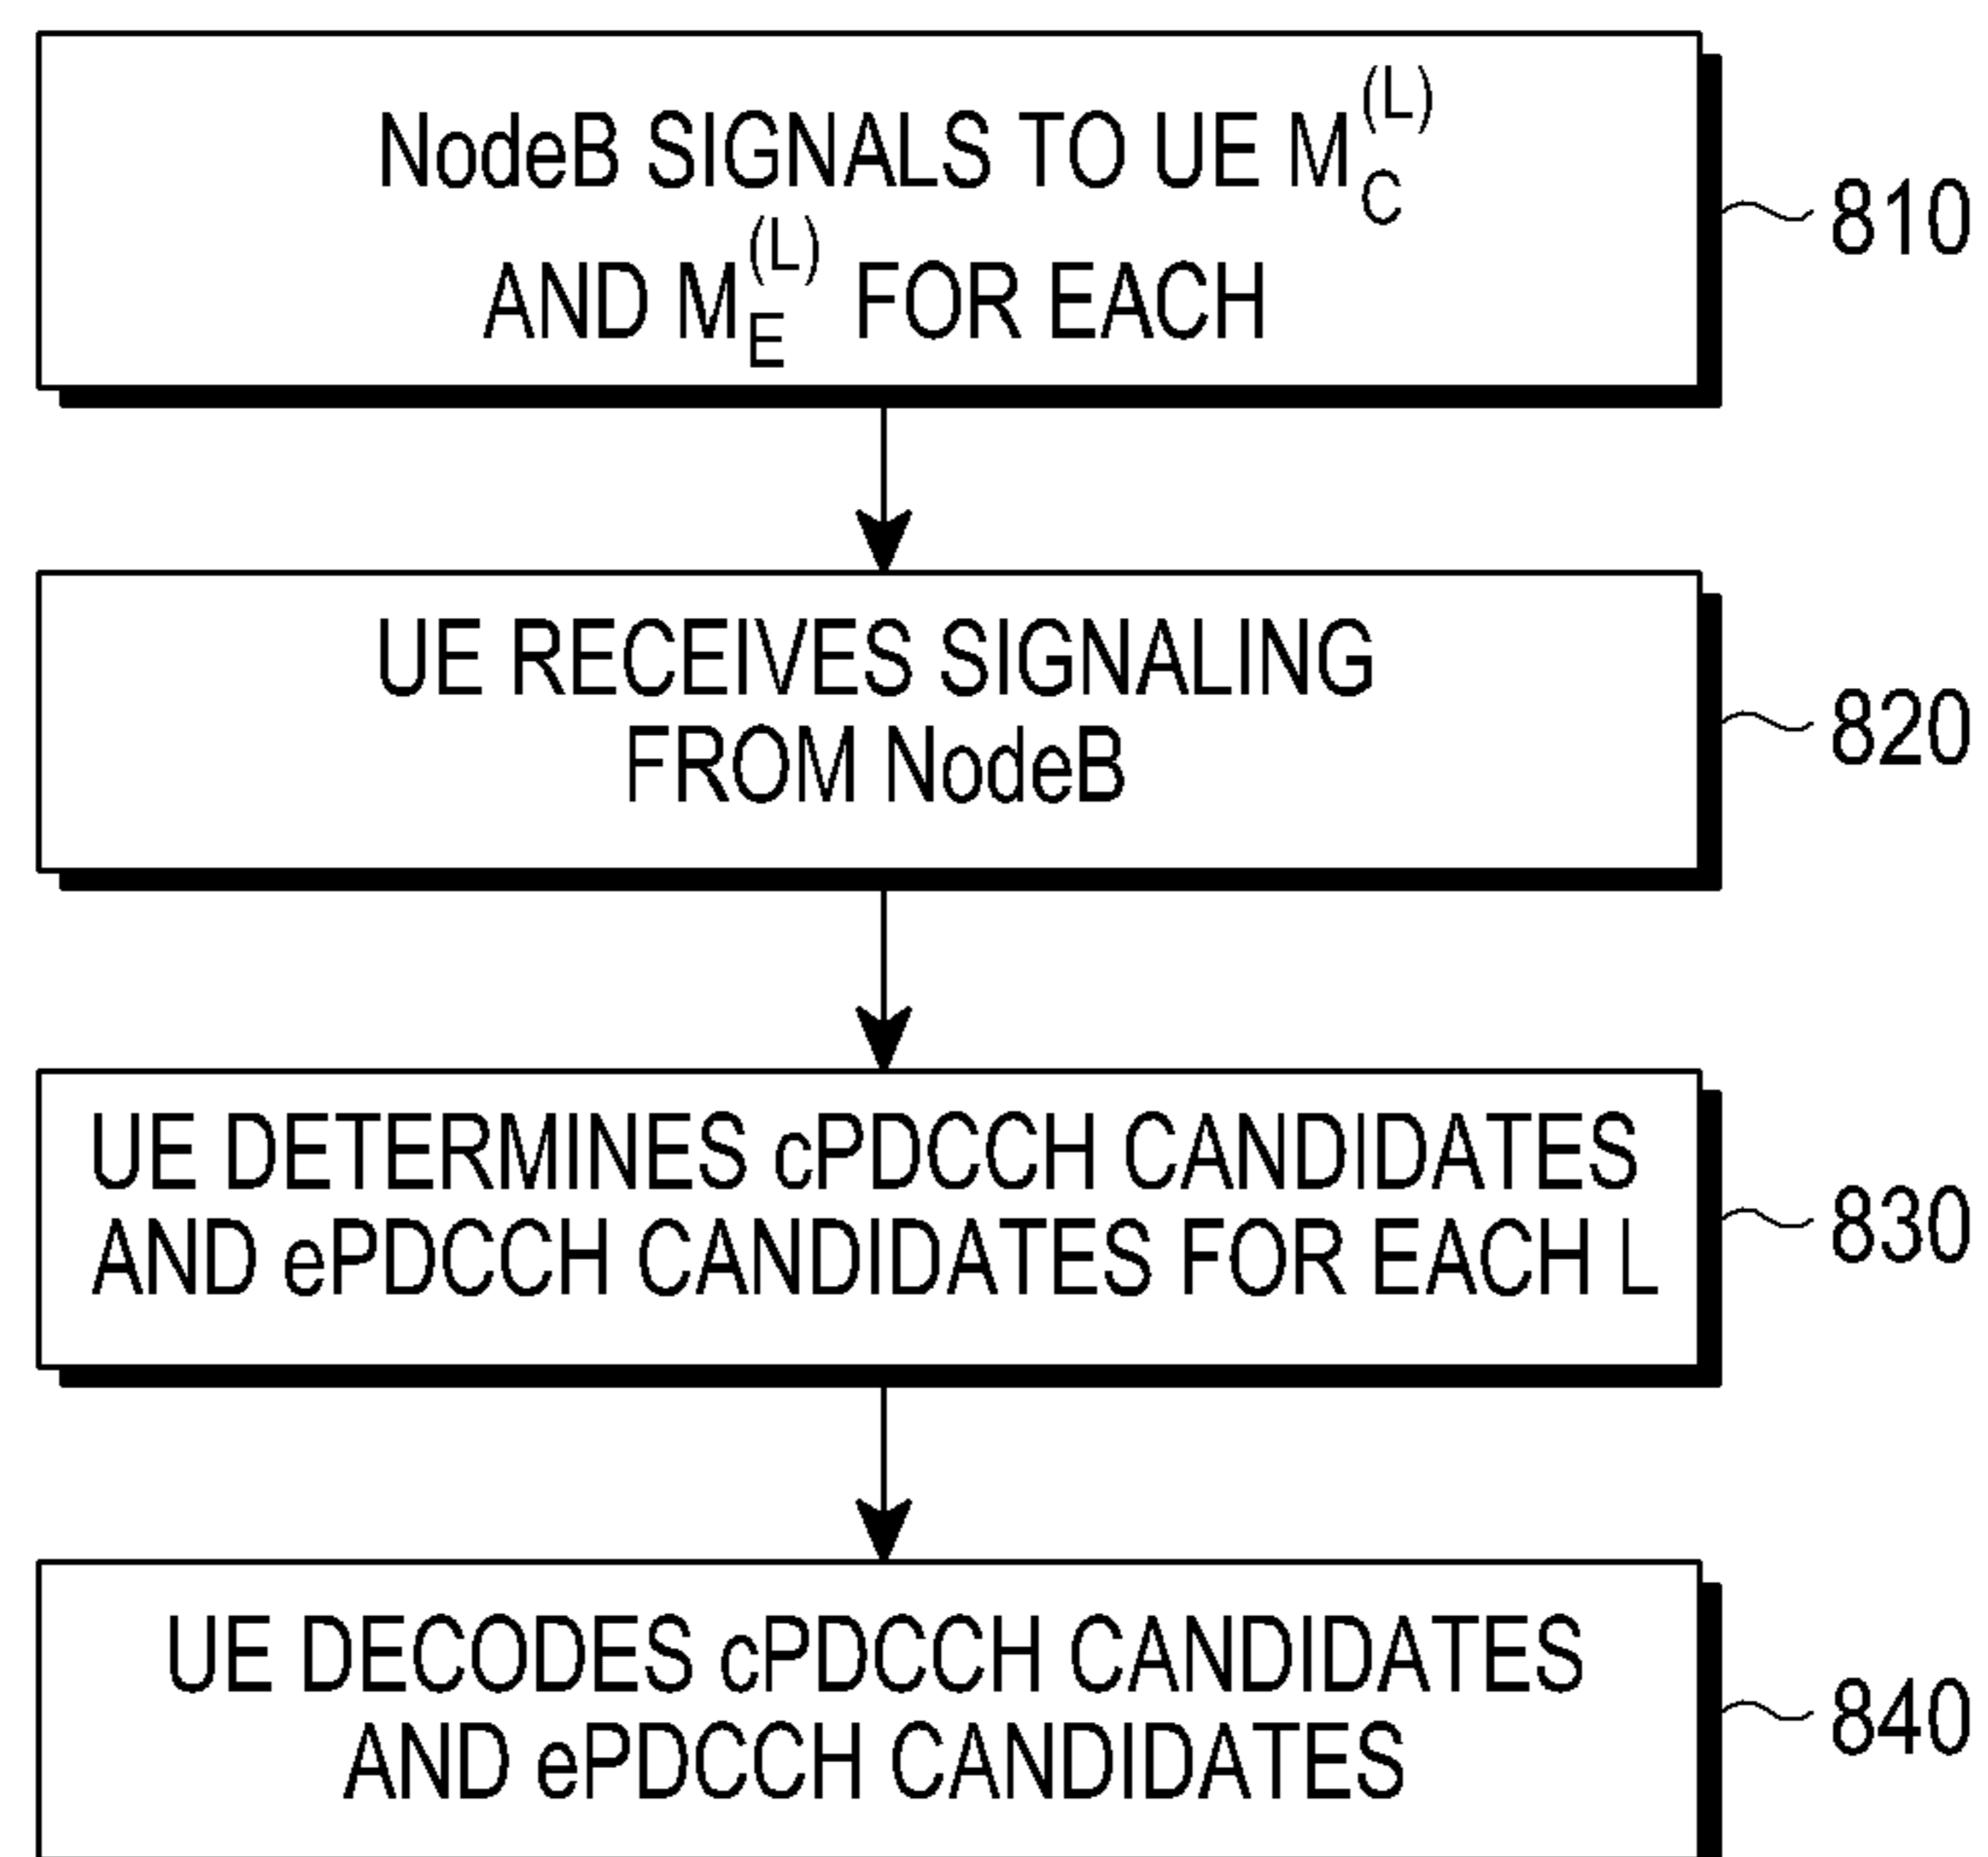 NodeB SIGNALS TO UE M_C^(L)
AND M_E^(L) FOR EACH
810
UE RECEIVES SIGNALING
FROM NodeB
820
UE DETERMINES cPDCCH CANDIDATES
AND ePDCCH CANDIDATES FOR EACH L
830
UE DECODES cPDCCH CANDIDATES
AND ePDCCH CANDIDATES
840